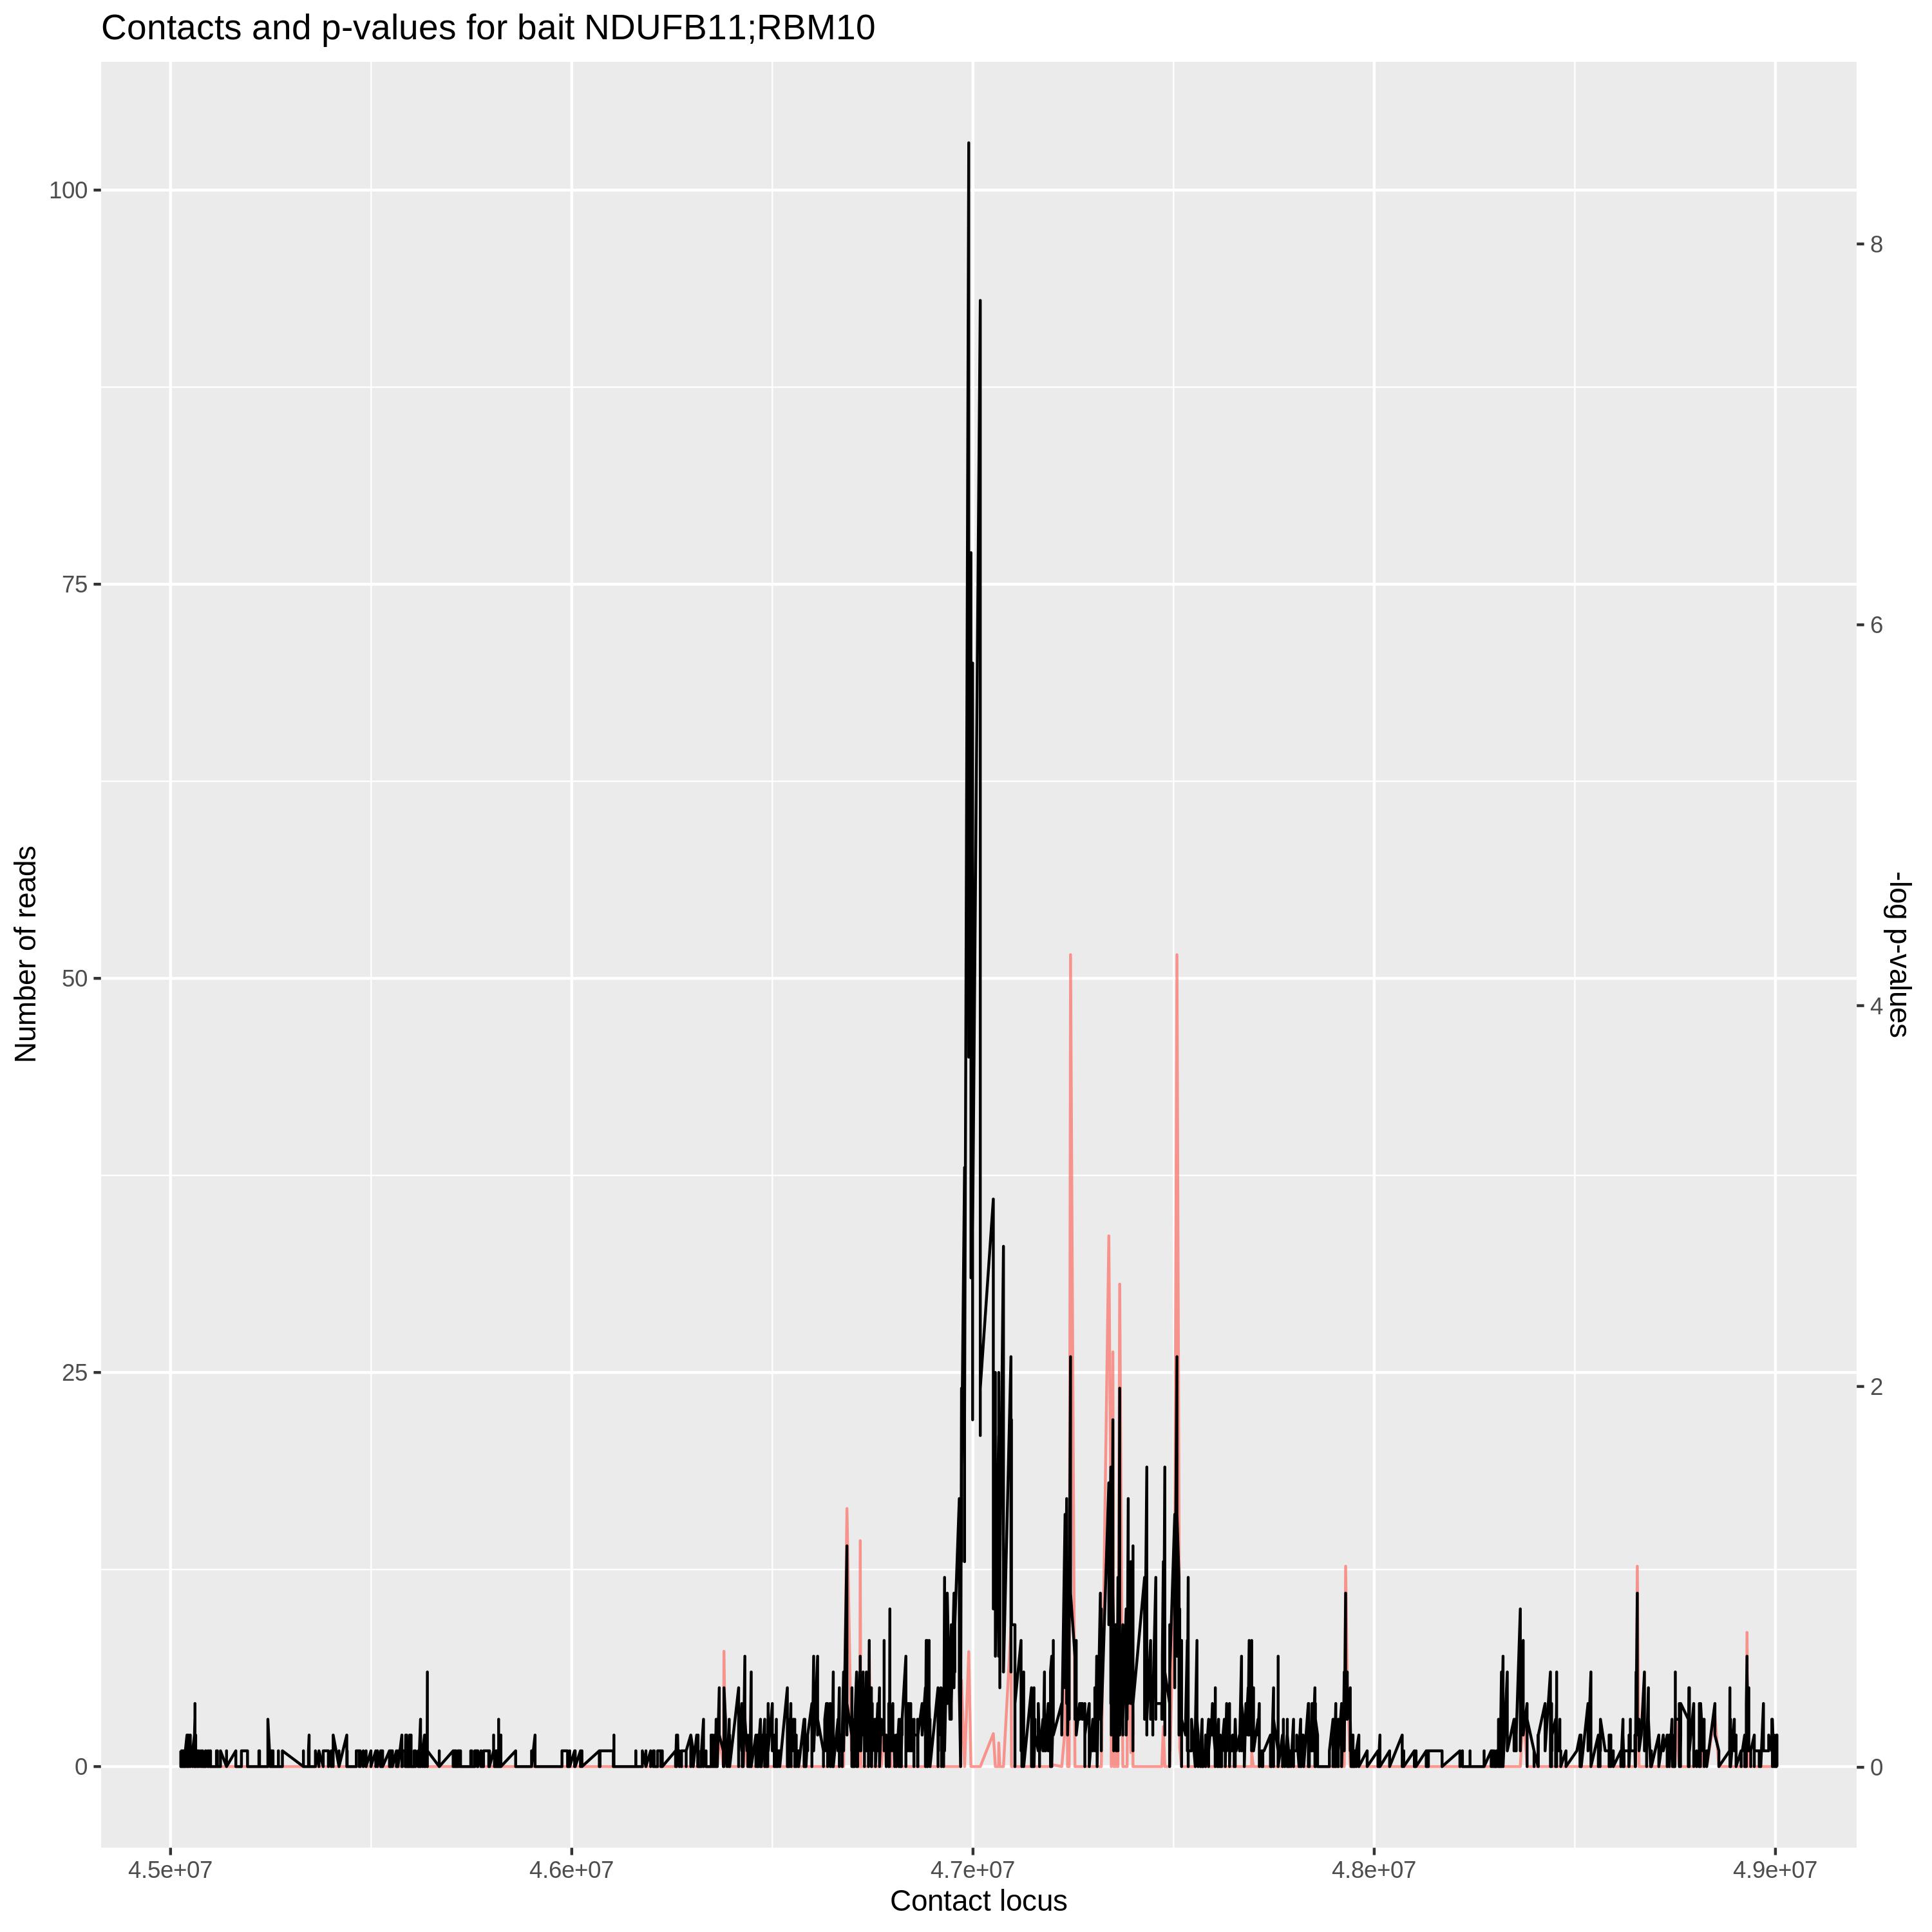 Contacts and p-values for bait NDUFB11;RBM10
100
75
50
25
0
Number of reads
8
6
4
2
0
-log p-values
4.5e+07
4.6e+07
4.7e+07
4.8e+07
4.9e+07
Contact locus